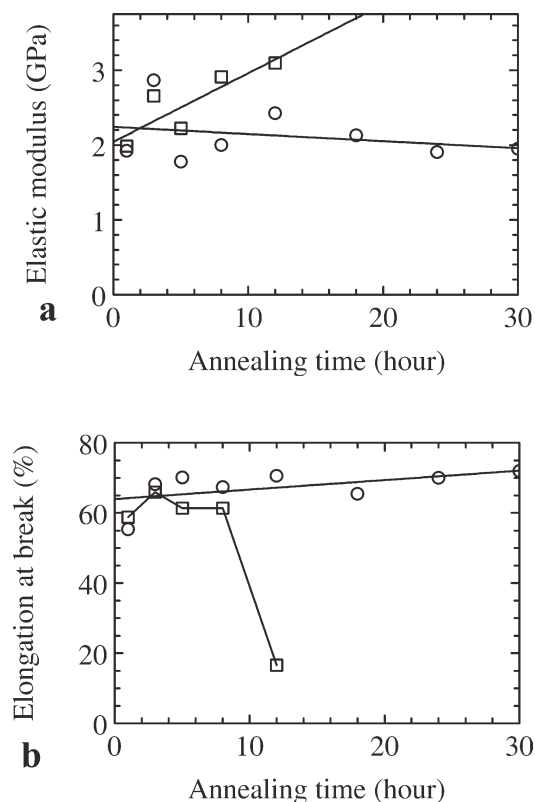 Elastic modulus (GPa)
3
2
1
0
0 10 20 30
a
Annealing time (hour)
Elongation at break (%)
80
60
40
20
0
0 10 20 30
b
Annealing time (hour)